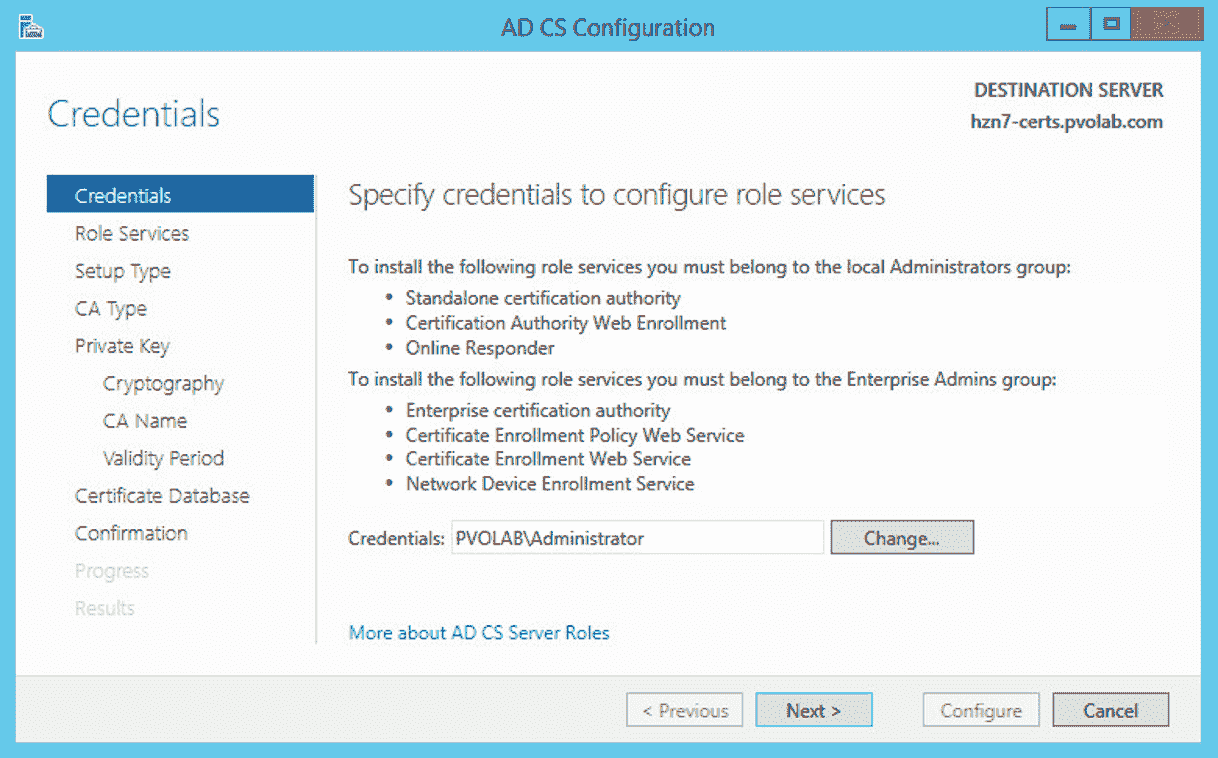 AD CS Configuration
Credentials
DESTINATION SERVER
hzn7-certs.pvolab.com
Credentials
Role Services
Setup Type
CA Type
Private Key
Cryptography
CA Name
Validity Period
Certificate Database
Confirmation
Progress
Results
Specify credentials to configure role services
To install the following role services you must belong to the local Administrators group:
• Standalone certification authority
• Certification Authority Web Enrollment
• Online Responder
To install the following role services you must belong to the Enterprise Admins group:
• Enterprise certification authority
• Certificate Enrollment Policy Web Service
• Certificate Enrollment Web Service
• Network Device Enrollment Service
Credentials: PVOLAB\Administrator Change...
More about AD CS Server Roles
< Previous Next > Configure Cancel